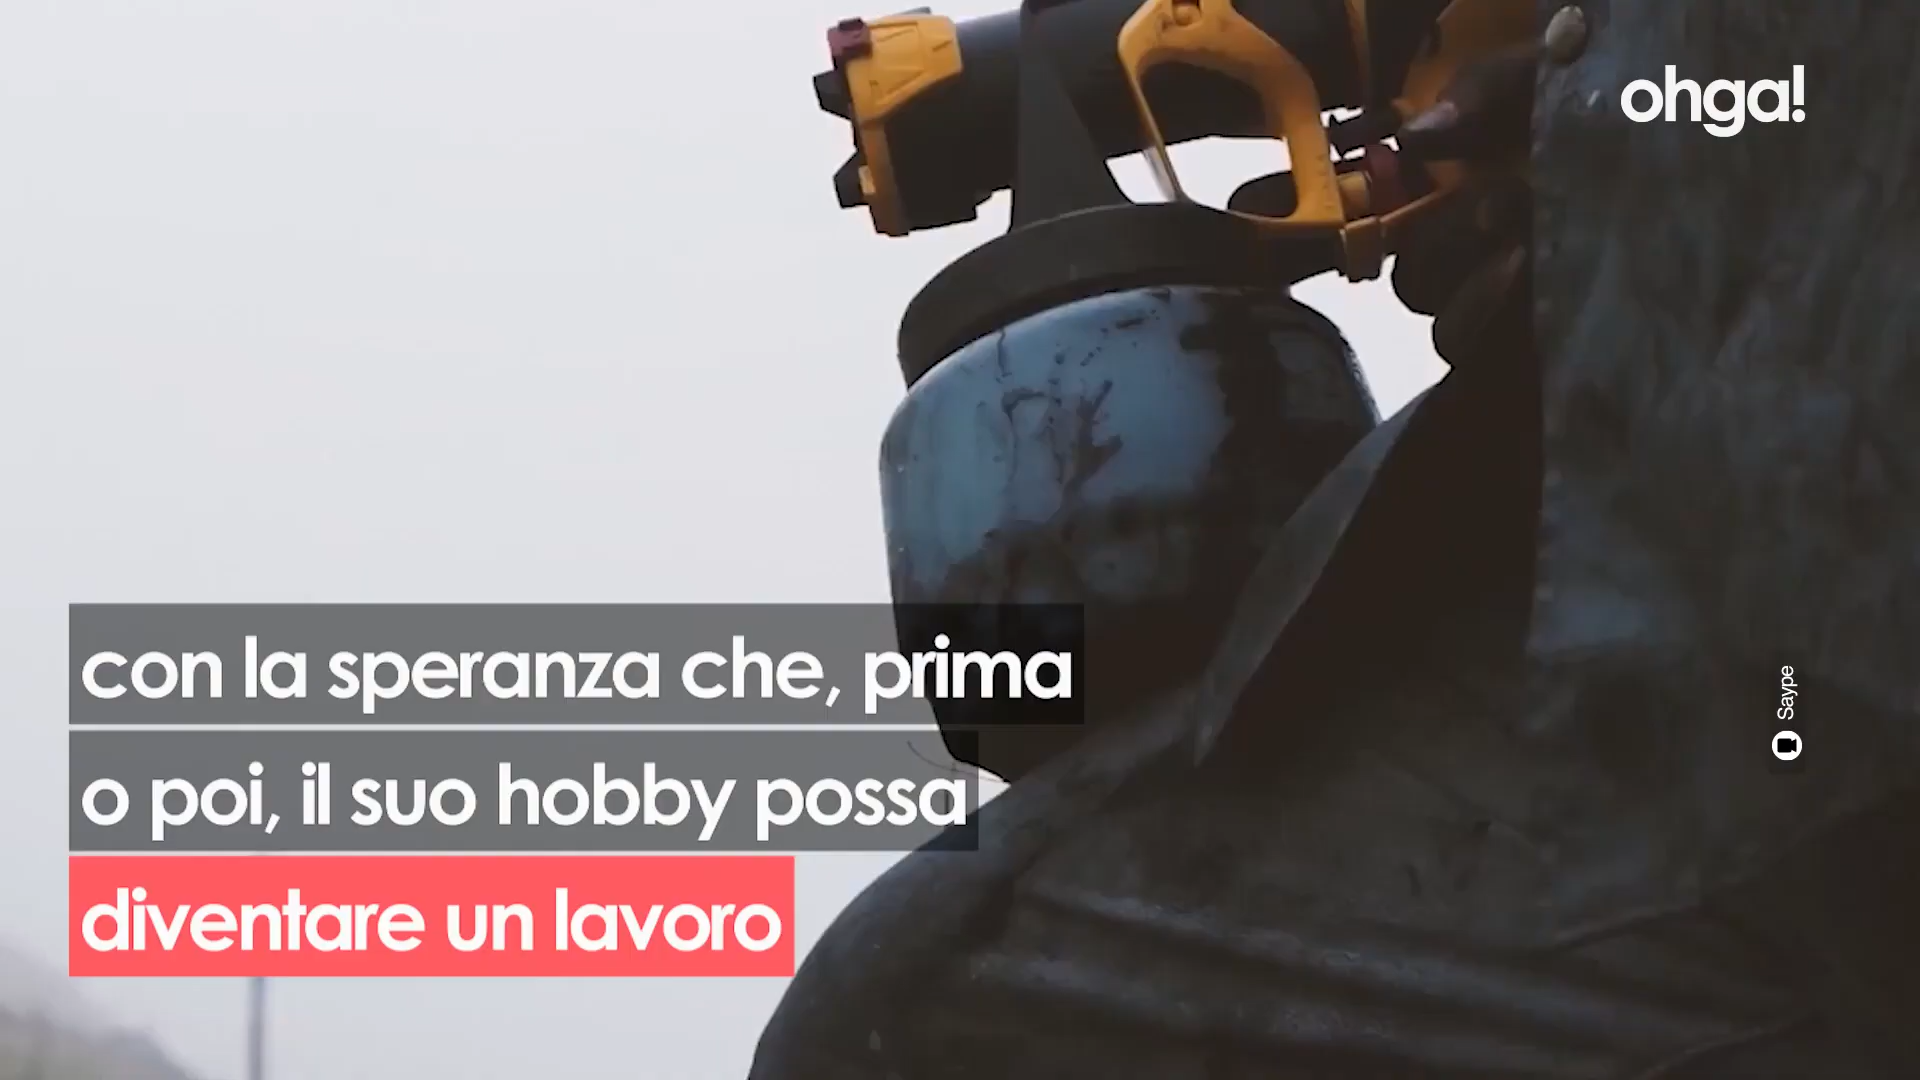 ohga!
con la speranza che, prima
o poi, il suo hobby possa
diventare un lavoro
Saype